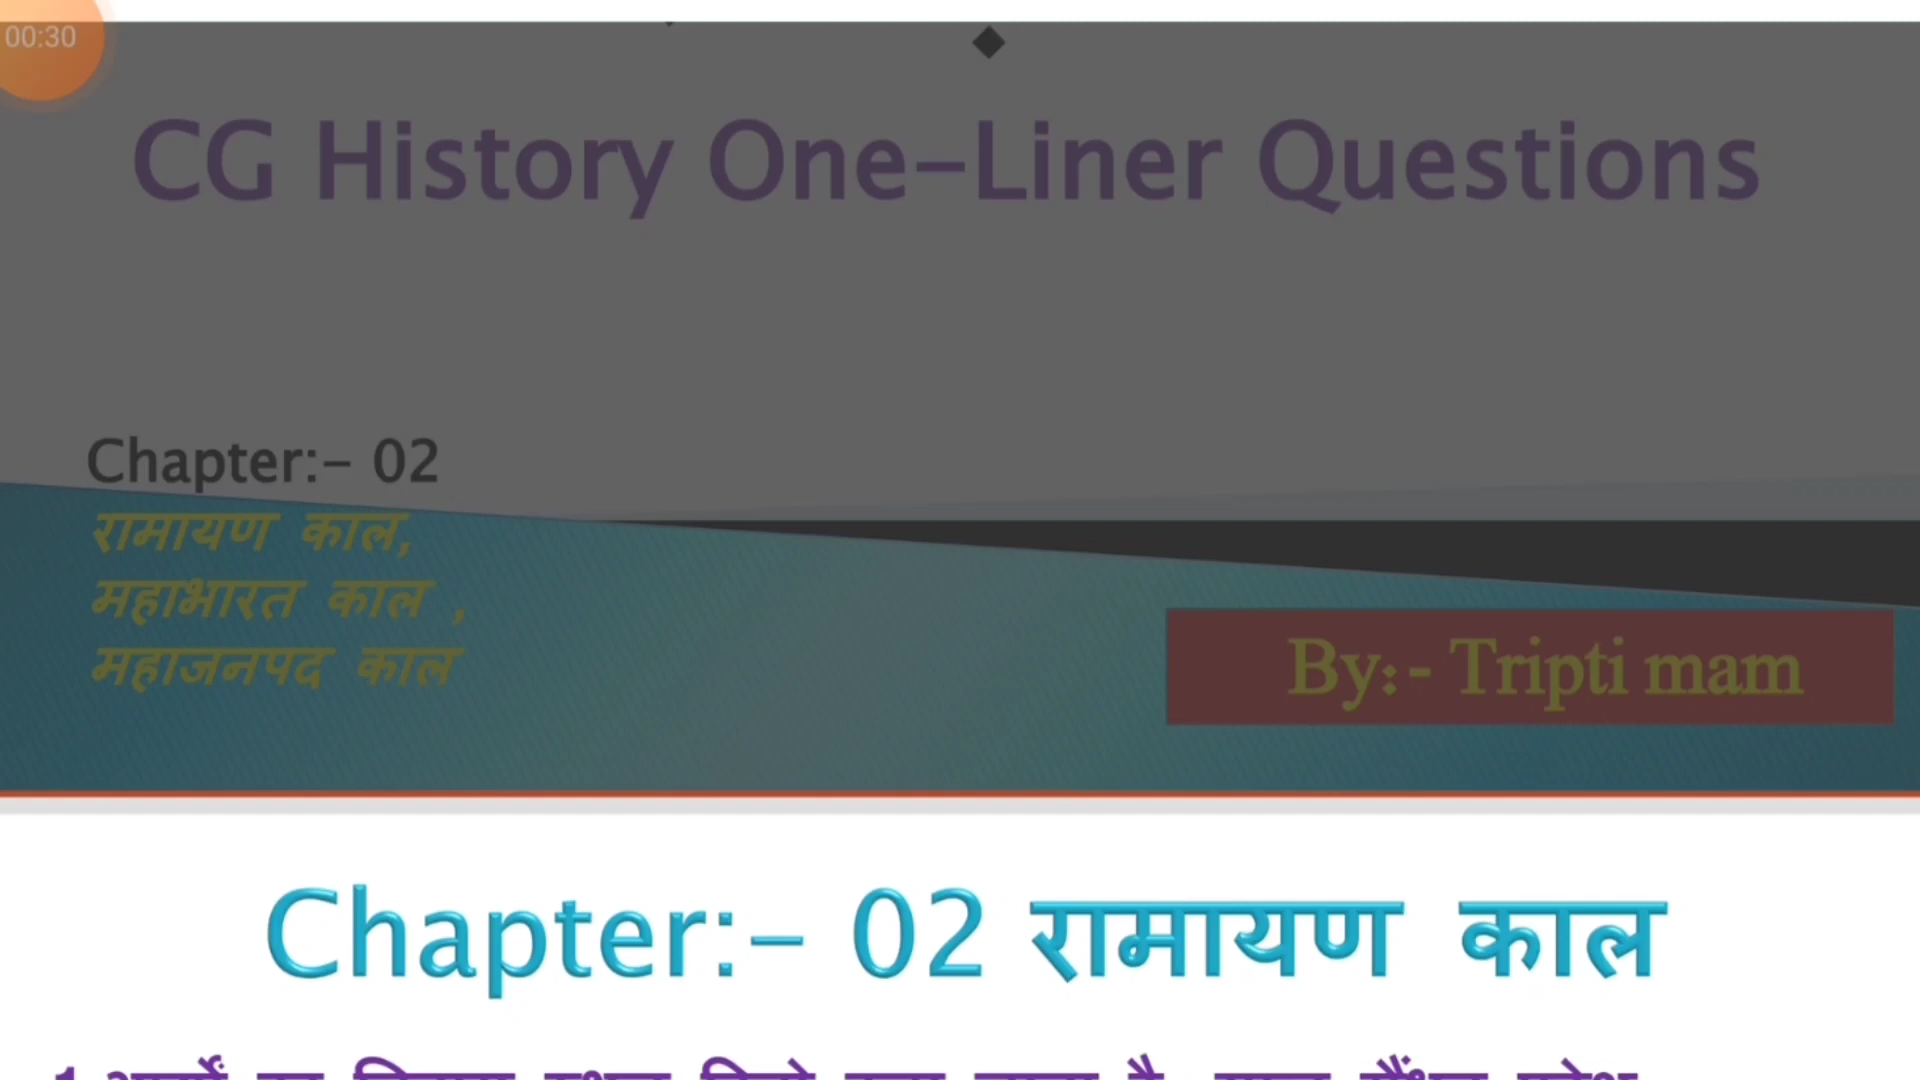 00:30
CG History One-Liner Questions
Chapter:- 02
रामायण काल,
महाभारत काल ,
महाजनपद काल
By:- Tripti mam
Chapter:- 02 रामायण काल